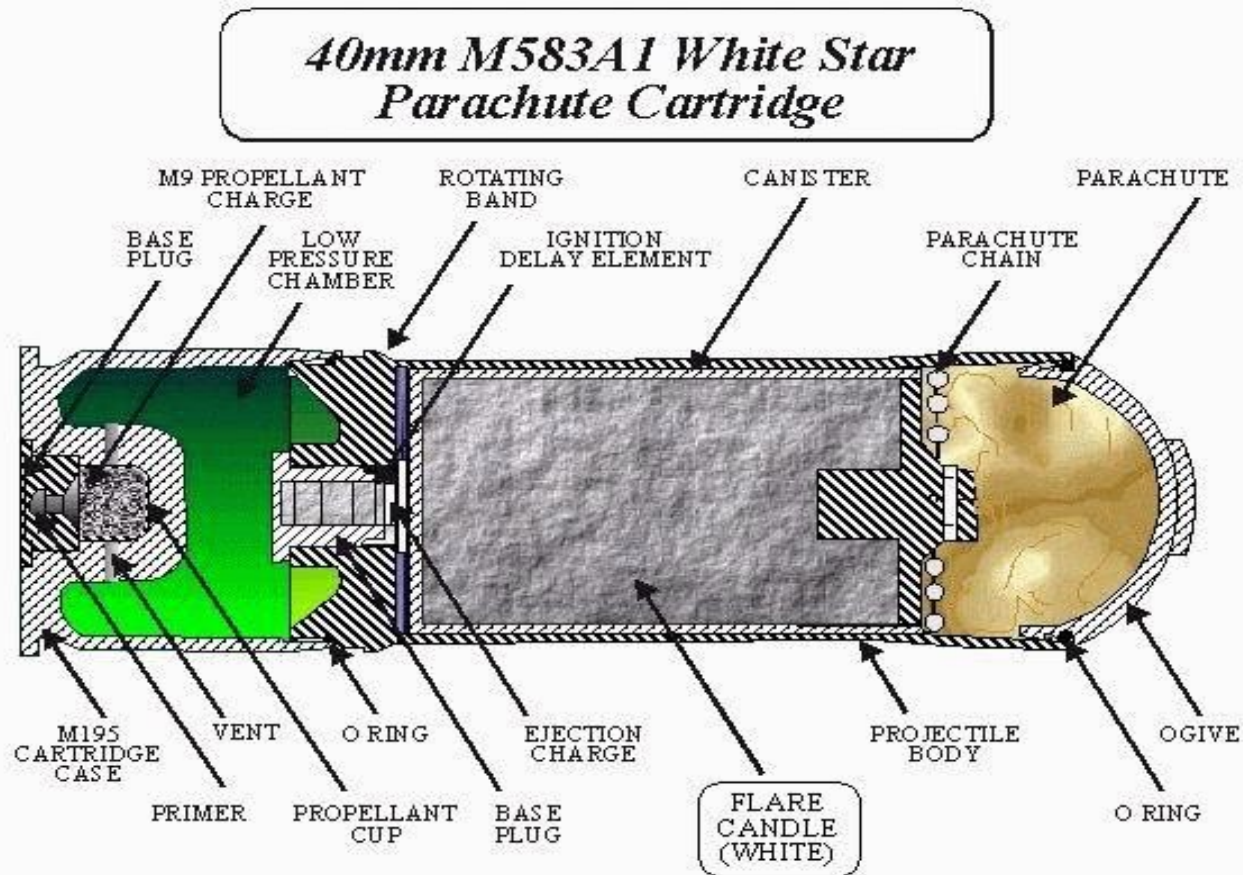 40mm M583A1 White Star
Parachute Cartridge
M9 PROPELLANT
CHARGE
ROTATING
BAND
CANISTER
PARACHUTE
BASE
PLUG
LOW
PRESSURE
CHAMBER
IGNITION
DELAY ELEMENT
PARACHUTE
CHAIN
M195
CARTRIDGE
CASE
VENT
O RING
EJECTION
CHARGE
PROJECTILE
BODY
OGIVE
PRIMER
PROPELLANT
CUP
BASE
PLUG
FLARE
CANDLE
(WHITE)
O RING